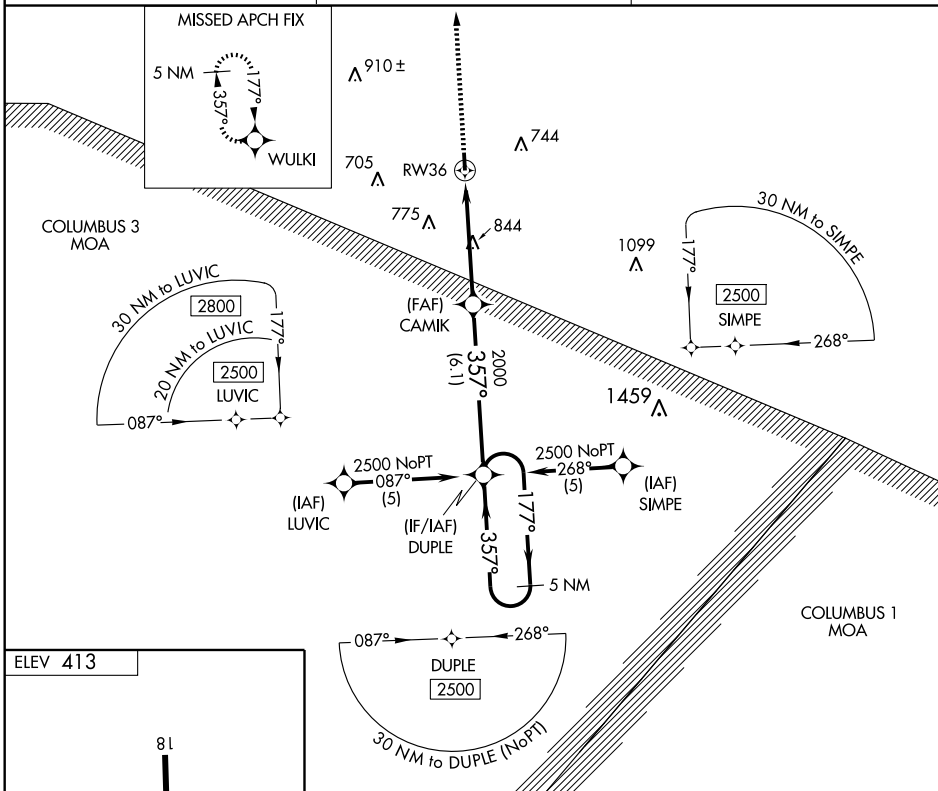 MISSED APCH FIX
5 NM
177°
357°
WULKI
910 ±
744
705
RW36
775
844
COLUMBUS 3
MOA
1099
30 NM to SIMPE
177°
2500
SIMPE
268°
30 NM to LUVIC
2800
177°
20 NM to LUVIC
2500
LUVIC
087°
(FAF)
CAMIK
2000
357°
(6.1)
1459
2500 NoPT
087°
(5)
(IAF)
LUVIC
2500 NoPT
268°
(5)
(IAF)
SIMPE
(IF/IAF)
DUPLE
177°
357°
5 NM
COLUMBUS 1
MOA
087°
268°
DUPLE
2500
30 NM to DUPLE (NoPT)
ELEV 413
18